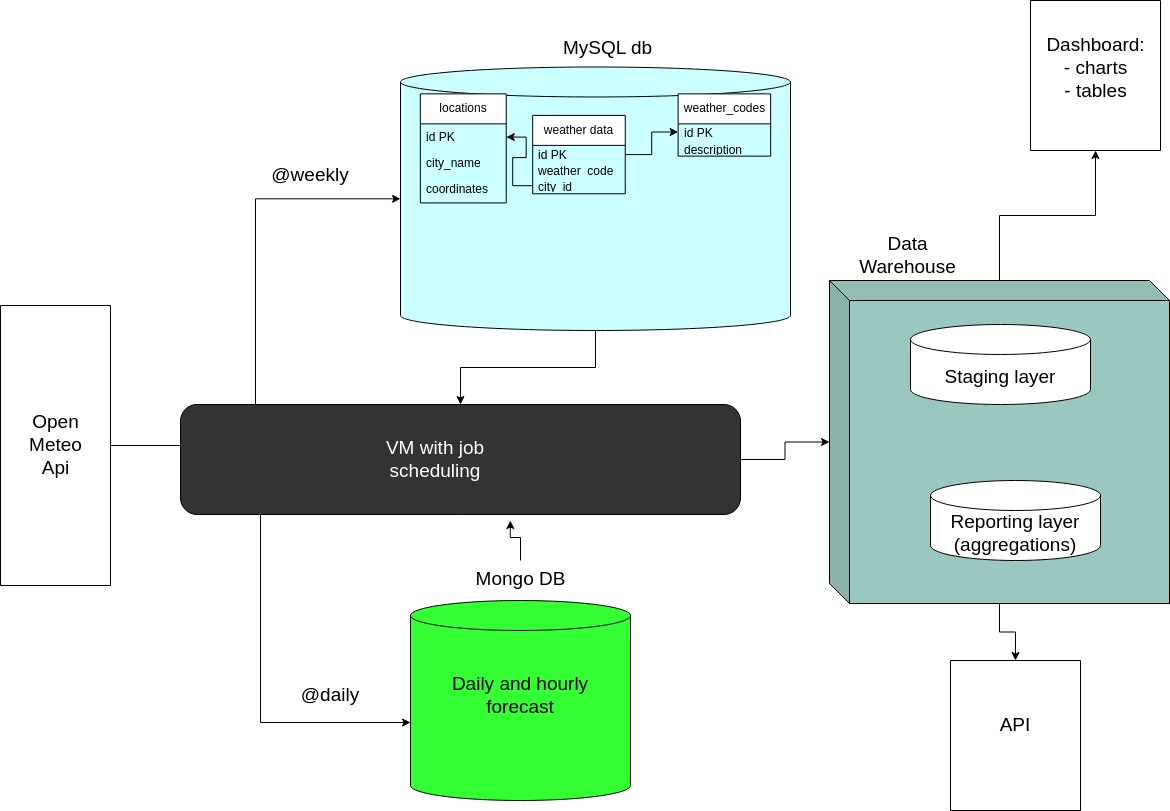 MySQL db
locations
id PK
city_name
coordinates
weather data
id PK
weather_code
city_id
weather_codes
id PK
description
Dashboard:
- charts
- tables
@weekly
Data
Warehouse
Staging layer
Reporting layer
(aggregations)
Open
Meteo
Api
VM with job
scheduling
Mongo DB
Daily and hourly
forecast
@daily
API